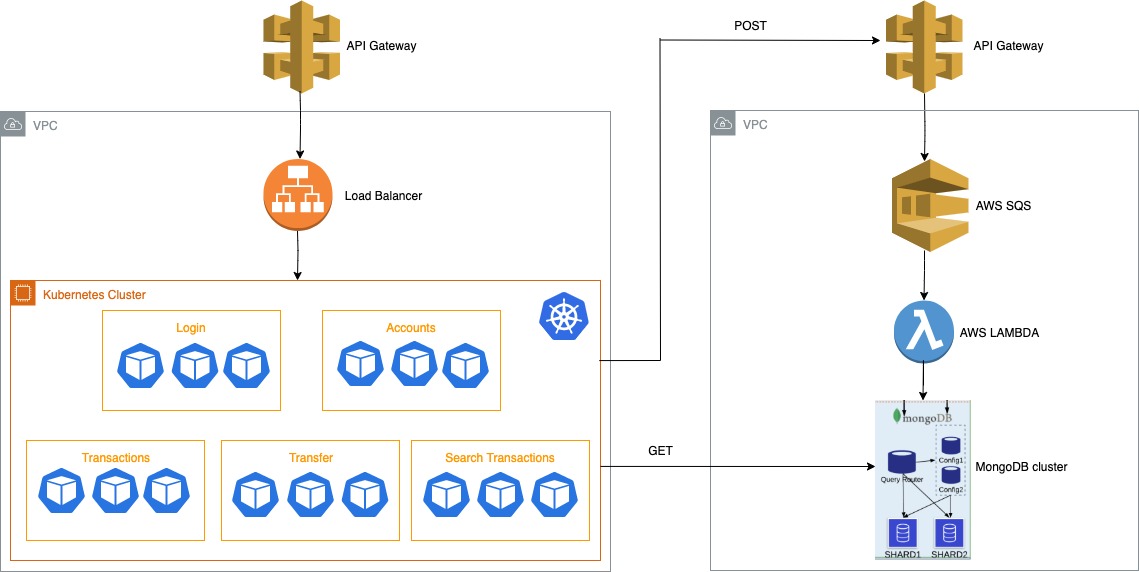 API Gateway
POST
API Gateway
VPC
VPC
Load Balancer
AWS SQS
Kubernetes Cluster
Login
Accounts
AWS LAMBDA
mongoDB
Transactions
Transfer
Search Transactions
GET
Query Router
Config1
Config2
MongoDB cluster
SHARD1
SHARD2